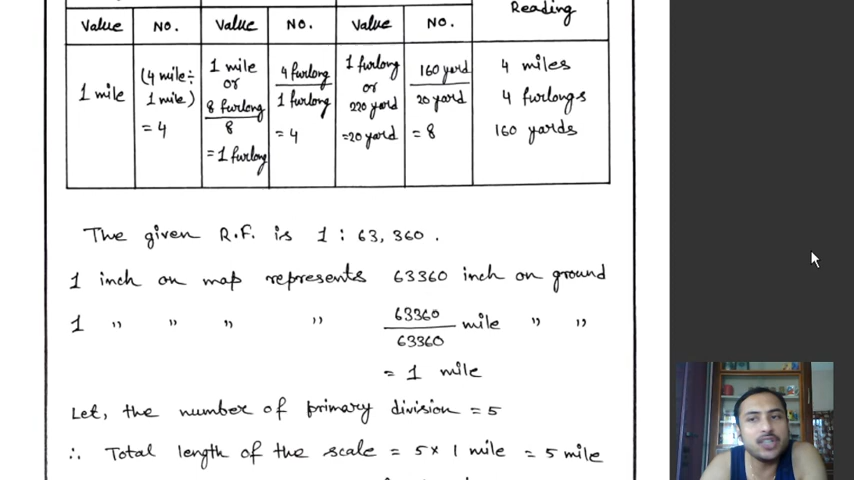 Reading
Value No. Value No. Value No.
1 mile
(4 mile ÷
1 mile)
= 4
1 mile
or
8 furlong
8
= 1 furlong
4 furlong
1 furlong
= 4
1 furlong
or
220 yard
=20 yard
160 yard
20 yard
= 8
4 miles
4 furlongs
160 yards
The given R.F. is 1 : 63,360.
1 inch on map represents 63360 inch on ground
1 " " " " 63360 mile " "
63360
= 1 mile
Let, the number of primary division = 5
∴ Total length of the scale = 5 × 1 mile = 5 mile